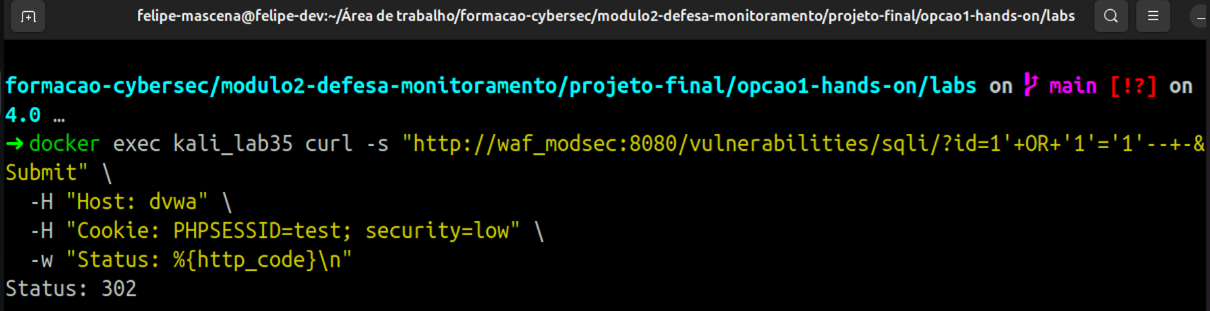 felipe-mascena@felipe-dev:~/Área de trabalho/formacao-cybersec/modulo2-defesa-monitoramento/projeto-final/opcao1-hands-on/labs
formacao-cybersec/modulo2-defesa-monitoramento/projeto-final/opcao1-hands-on/labs on main [!?] on
4.0 …
➜ docker exec kali_lab35 curl -s "http://waf_modsec:8080/vulnerabilities/sqli/?id=1'+OR+'1'='1'--+-&
Submit" \
-H "Host: dvwa" \
-H "Cookie: PHPSESSID=test; security=low" \
-w "Status: %{http_code}\n"
Status: 302